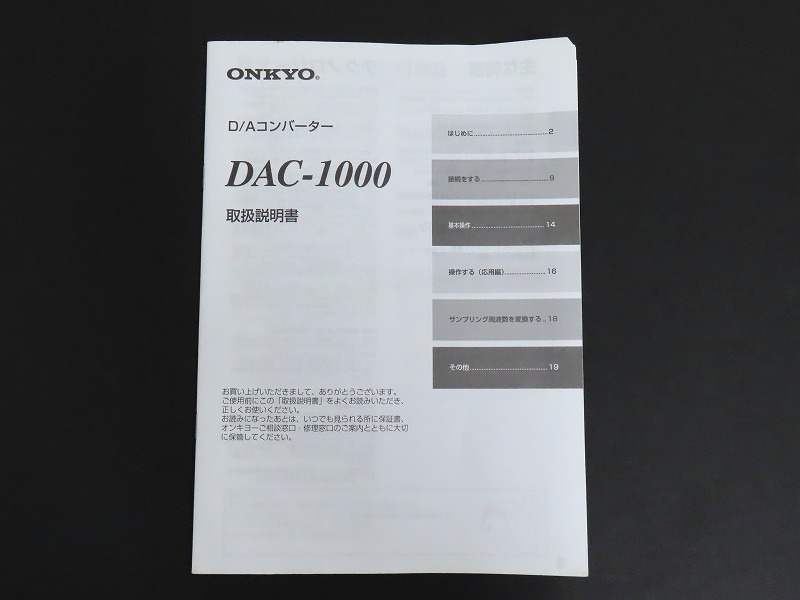 ONKYO®
D/Aコンバーター
DAC-1000
取扱説明書
はじめに……………………2
接続をする…………………9
基本操作……………………14
操作する（応用編）…………16
サンプリング周波数を変換する..18
その他………………………19
お買い上げいただきまして、ありがとうございます。
ご使用前にこの「取扱説明書」をよくお読みいただき、
正しくお使いください。
お読みになったあとは、いつでも見られる所に保証書、
オンキヨーご相談窓口・修理窓口のご案内とともに大切
に保管してください。